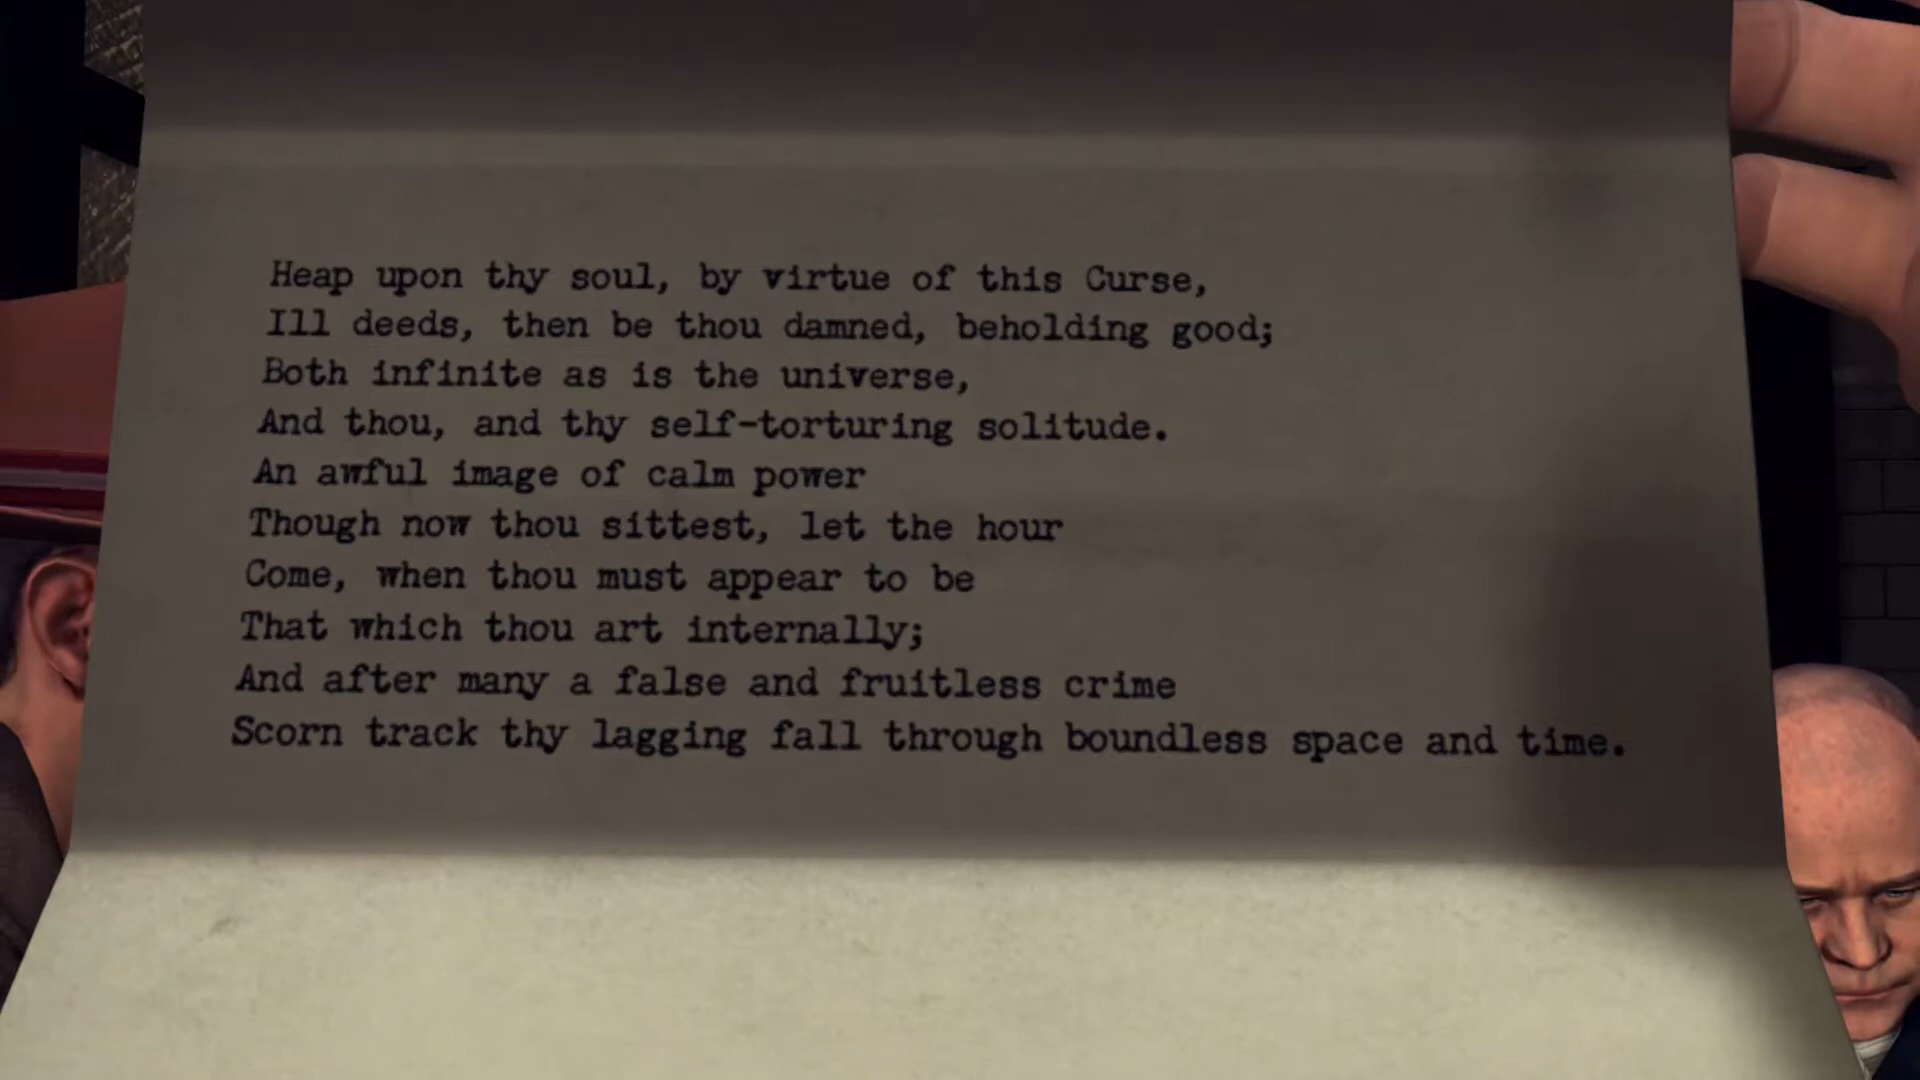 Heap upon thy soul, by virtue of this Curse,
Ill deeds, then be thou damned, beholding good;
Both infinite as is the universe,
And thou, and thy self-torturing solitude.
An awful image of calm power
Though now thou sittest, let the hour
Come, when thou must appear to be
That which thou art internally;
And after many a false and fruitless crime
Scorn track thy lagging fall through boundless space and time.